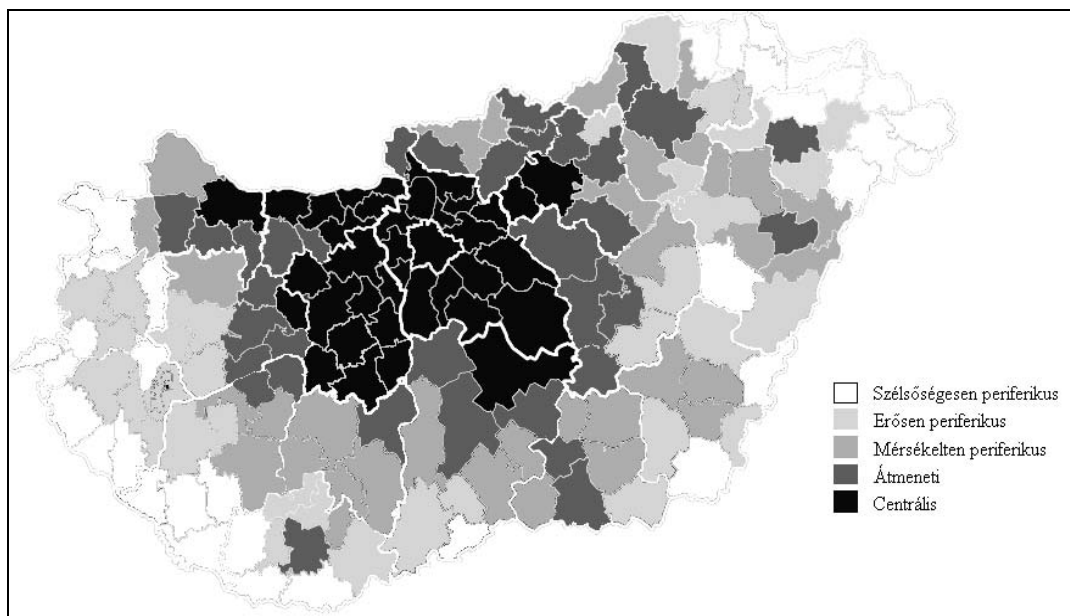 Szélsőségesen periferikus
Erősen periferikus
Mérsékelten periferikus
Átmeneti
Centrális